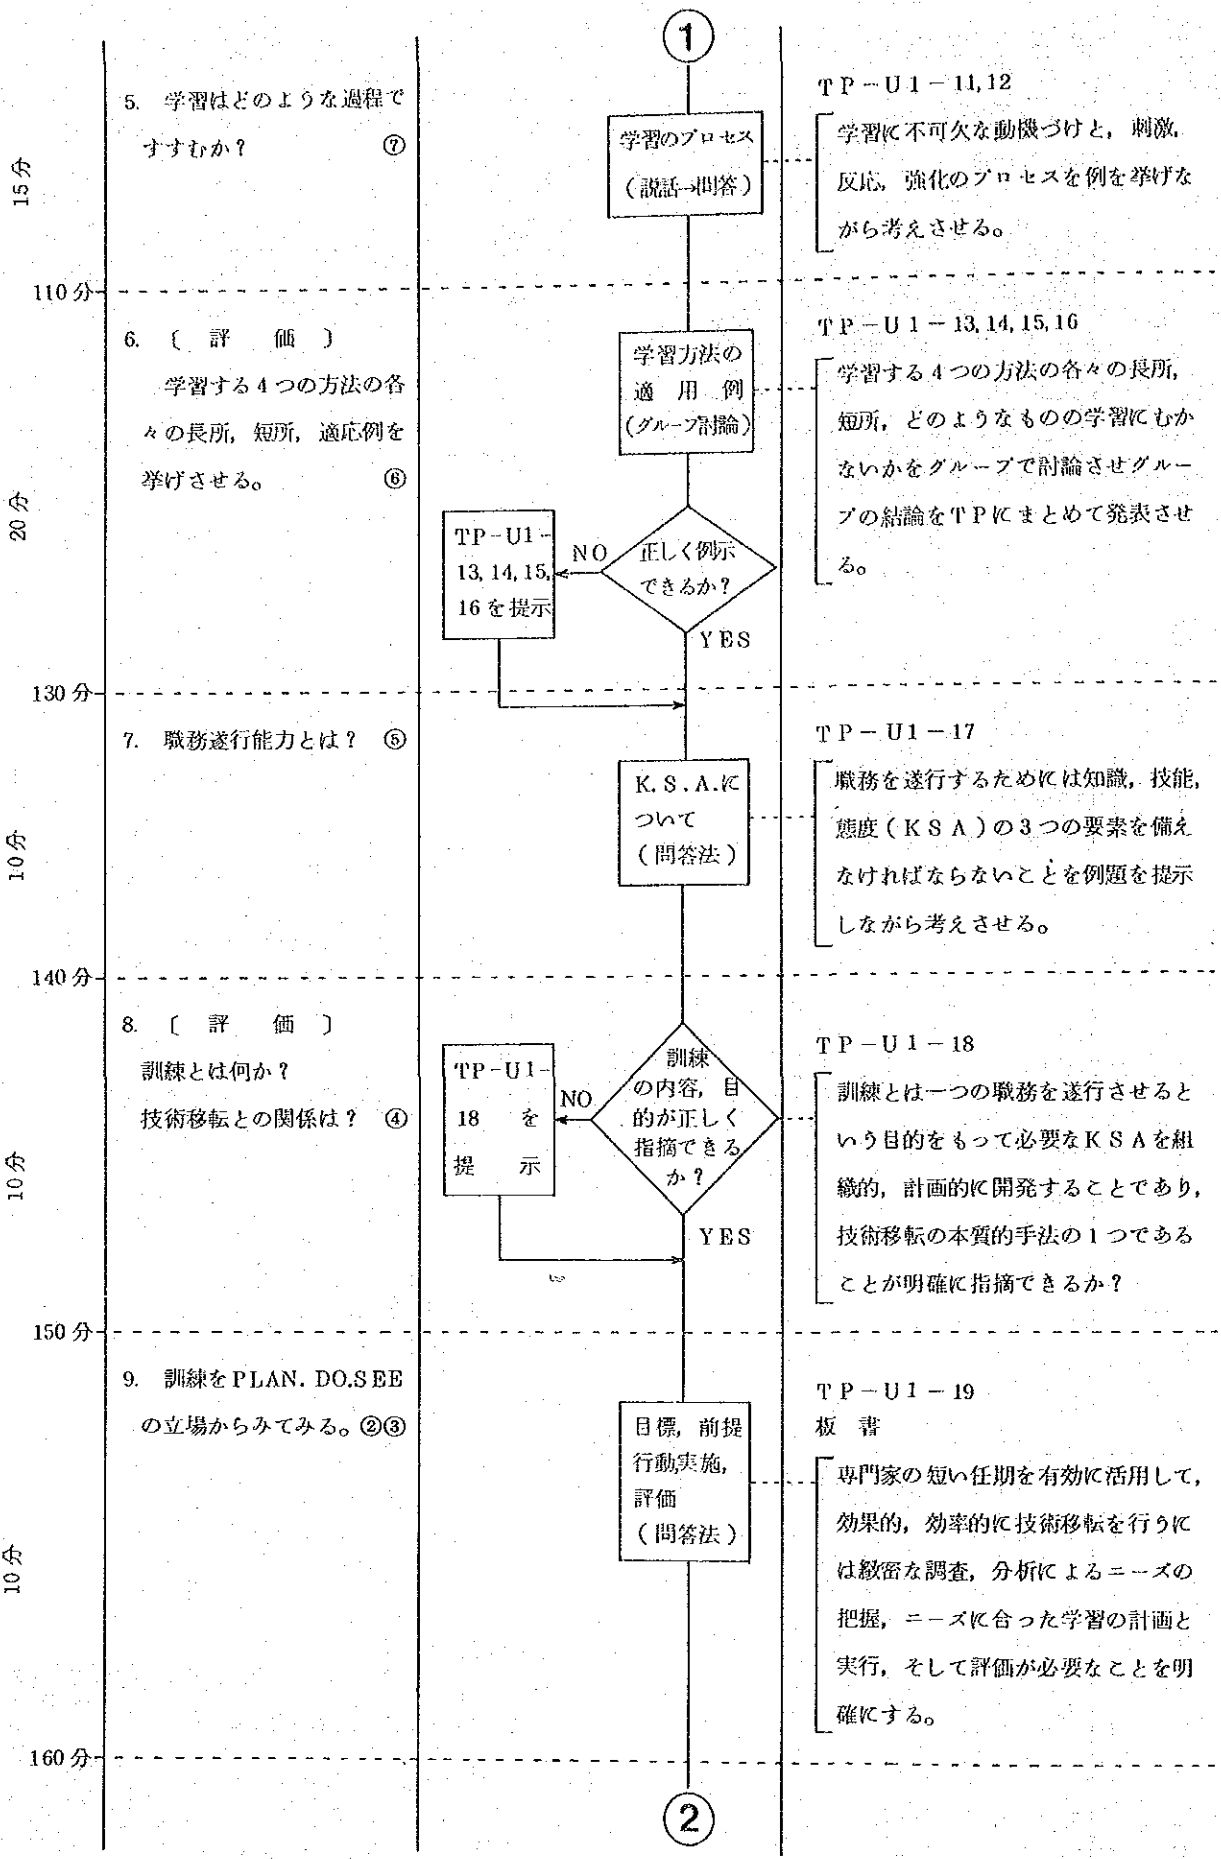 ①
15分
5. 学習はどのような過程で
すすむか? ⑦
学習のプロセス
(説話→問答)
TP-U1-11,12
学習に不可欠な動機づけと, 刺激,
反応, 強化のプロセスを例を挙げな
がら考えさせる。
110分
20分
6. 〔 評 価 〕
学習する4つの方法の各
々の長所, 短所, 適応例を
挙げさせる。 ⑥
学習方法の
適用例
(グループ討論)
正しく例示
できるか?
NO
YES
TP-U1-
13,14,15,
16を提示
TP-U1-13,14,15,16
学習する4つの方法の各々の長所,
短所, どのようなものの学習にむか
ないかをグループで討論させグルー
プの結論をTPにまとめて発表させ
る。
130分
10分
7. 職務遂行能力とは? ⑤
K.S.A.に
ついて
(問答法)
TP-U1-17
職務を遂行するためには知識, 技能,
態度(KSA)の3つの要素を備え
なければならないことを例題を提示
しながら考えさせる。
140分
10分
8. 〔 評 価 〕
訓練とは何か?
技術移転との関係は? ④
訓練
の内容, 目
的が正しく
指摘できる
か?
NO
YES
TP-U1-
18 を
提 示
TP-U1-18
訓練とは一つの職務を遂行させると
いう目的をもって必要なKSAを組
織的, 計画的に開発することであり,
技術移転の本質的手法の1つである
ことが明確に指摘できるか?
150分
10分
9. 訓練をPLAN. DO.SEE
の立場からみてみる。②③
目標, 前提
行動,実施,
評価
(問答法)
TP-U1-19
板 書
専門家の短い任期を有効に活用して,
効果的, 効率的に技術移転を行うに
は緻密な調査, 分析によるニーズの
把握, ニーズに合った学習の計画と
実行, そして評価が必要なことを明
確にする。
160分
②